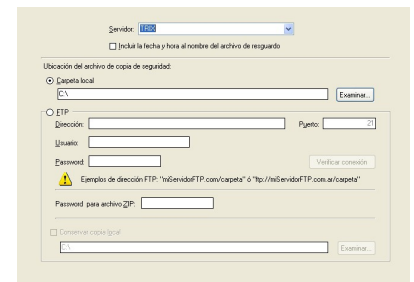 Servidor: TRIX
Incluir la fecha y hora al nombre del archivo de resguardo
Ubicación del archivo de copia de seguridad:
Carpeta local
C:\ Examinar...
FTP
Dirección: Puerto: 21
Usuario:
Password: Verificar conexión
Ejemplos de dirección FTP: "miServidorFTP.com/carpeta" ó "ftp://miServidorFTP.com.ar/carpeta"
Password para archivo ZIP:
Conservar copia local
C:\ Examinar...